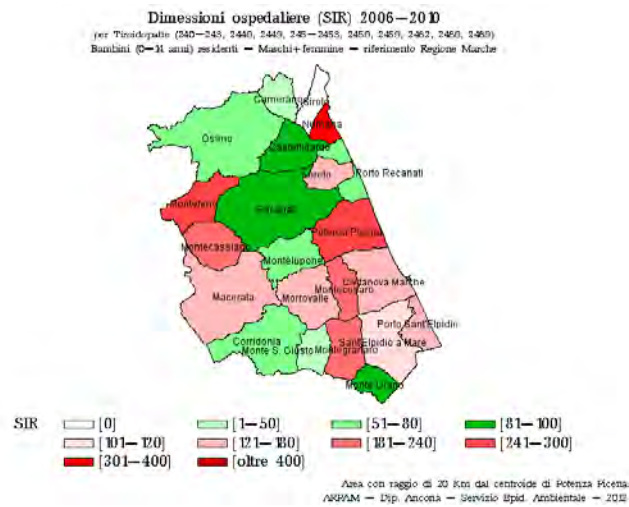 Dimessioni ospedaliere (SIR) 2006—2010
Bambini (0—14 anni) residenti — Maschi+femmine — riferimento Regione Marche
Camerano
Sirolo
Numana
Osimo
Castelfidardo
Loreto
Porto Recanati
Montefano
Recanati
Potenza Picena
Montecassiano
Montelupone
Civitanova Marche
Montecosaro
Macerata
Morrovalle
Porto Sant'Elpidio
Corridonia
Sant'Elpidio a Mare
Monte S. Giusto
Montegranaro
Monte Urano
SIR [0] [1—50] [51—80] [81—100]
[101—120] [121—180] [181—240] [241—300]
[301—400] [oltre 400]
Area con raggio di 20 Km dal centroide di Potenza Picena.
ARPAM — Dip. Ancona — Servizio Epid. Ambientale — 2012